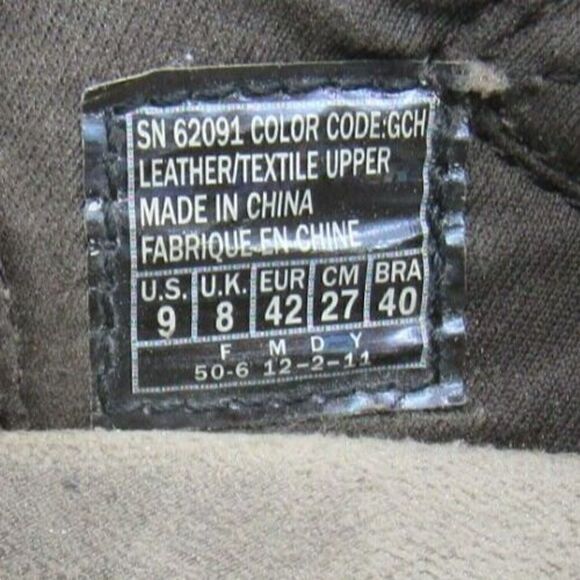 SN 62091 COLOR CODE:GCH
LEATHER/TEXTILE UPPER
MADE IN CHINA
FABRIQUE EN CHINE
U.S. U.K. EUR CM BRA
9 8 42 27 40
F M D Y
50-6 12-2-11